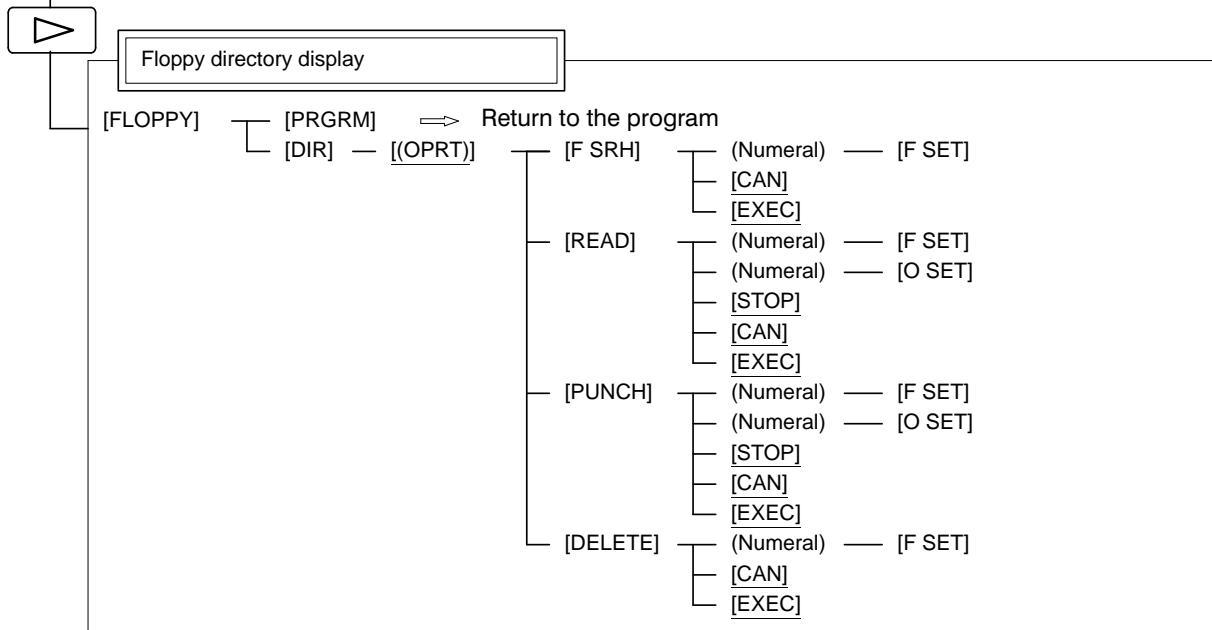 Floppy directory display
[FLOPPY] [PRGRM] Return to the program
[DIR] [(OPRT)] [F SRH] (Numeral) [F SET]
[CAN]
[EXEC]
[READ] (Numeral) [F SET]
(Numeral) [O SET]
[STOP]
[CAN]
[EXEC]
[PUNCH] (Numeral) [F SET]
(Numeral) [O SET]
[STOP]
[CAN]
[EXEC]
[DELETE] (Numeral) [F SET]
[CAN]
[EXEC]